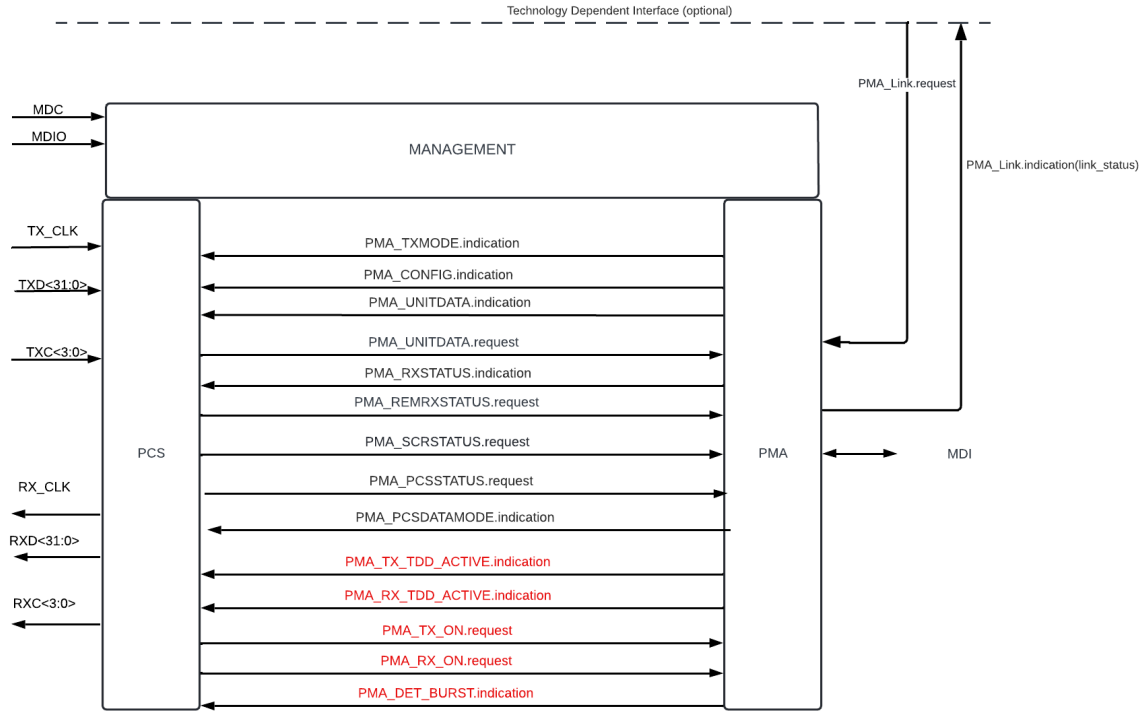 Technology Dependent Interface (optional)
PMA_Link.request
MDC
MDIO
MANAGEMENT
PMA_Link.indication(link_status)
TX_CLK
PMA_TXMODE.indication
PMA_CONFIG.indication
TXD<31:0>
PMA_UNITDATA.indication
PMA_UNITDATA.request
TXC<3:0>
PMA_RXSTATUS.indication
PMA_REMRXSTATUS.request
PMA_SCRSTATUS.request
PCS
PMA
MDI
PMA_PCSSTATUS.request
RX_CLK
PMA_PCSDATAMODE.indication
RXD<31:0>
PMA_TX_TDD_ACTIVE.indication
PMA_RX_TDD_ACTIVE.indication
RXC<3:0>
PMA_TX_ON.request
PMA_RX_ON.request
PMA_DET_BURST.indication